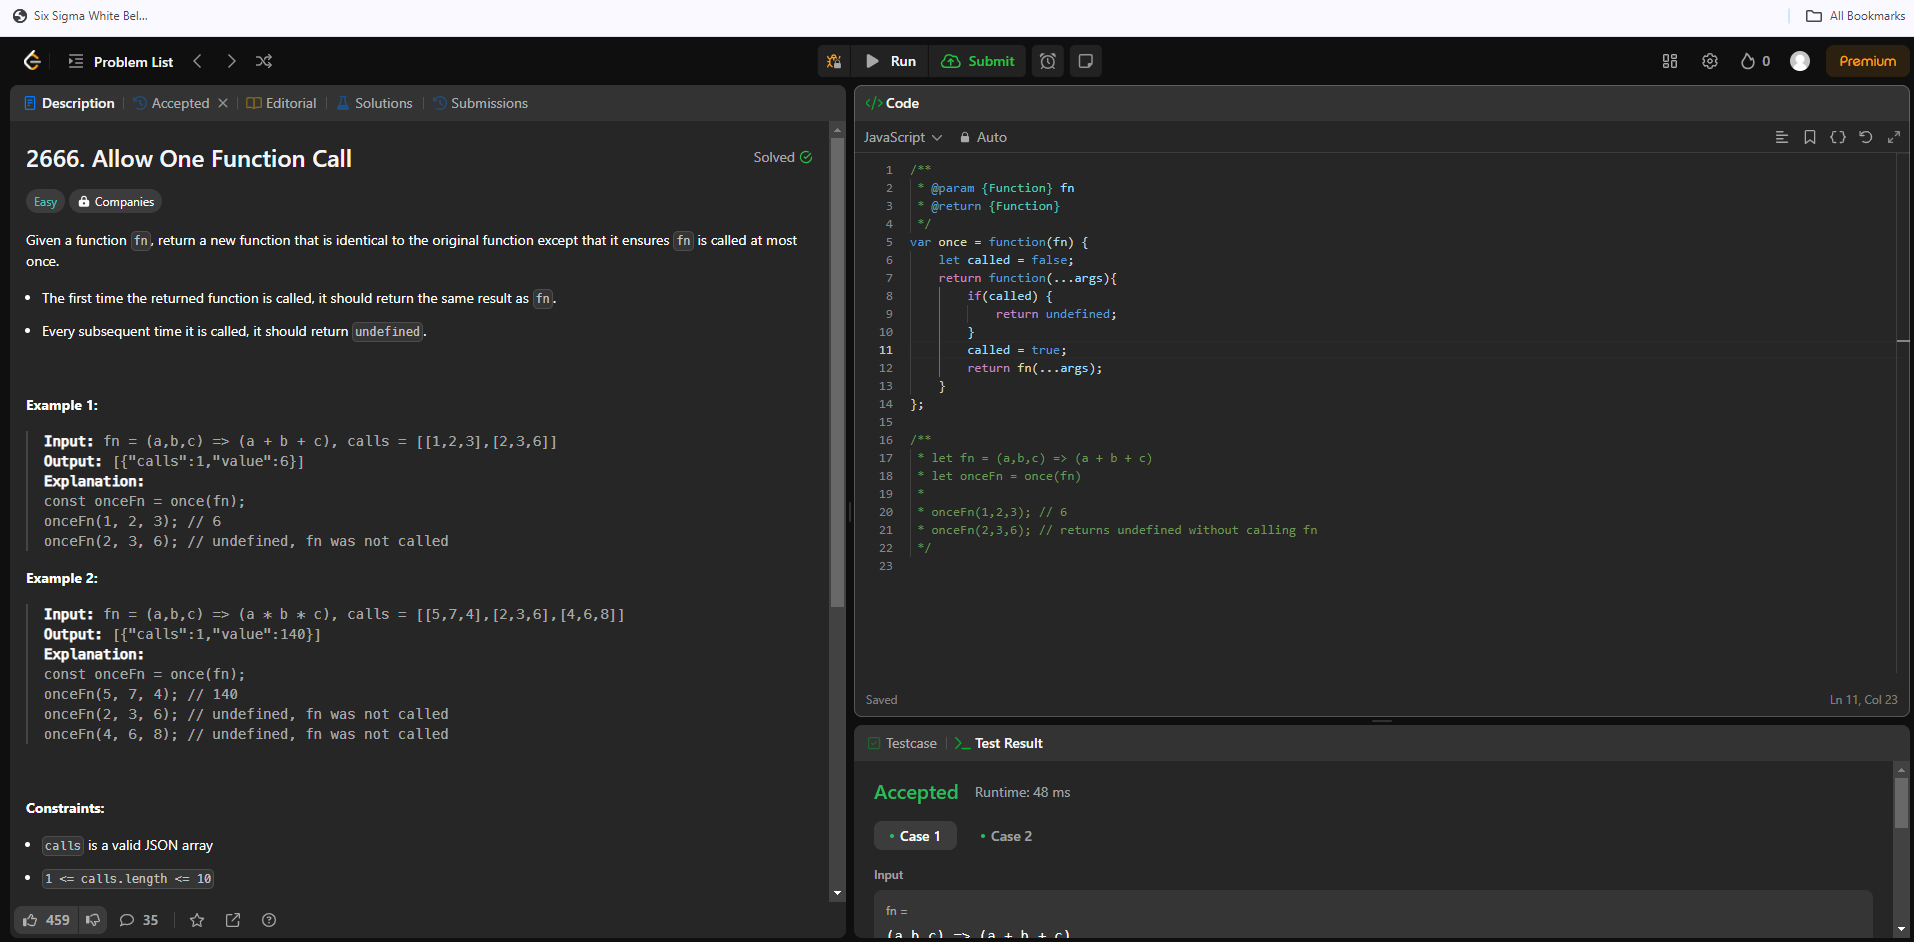 Six Sigma White Bel...
All Bookmarks
Problem List
Run
Submit
0
Premium
Description
Accepted
Editorial
Solutions
Submissions
2666. Allow One Function Call
Solved
Easy
Companies
Given a function fn, return a new function that is identical to the original function except that it ensures fn is called at most
once.
The first time the returned function is called, it should return the same result as fn.
Every subsequent time it is called, it should return undefined.
Example 1:
Input: fn = (a,b,c) => (a + b + c), calls = [[1,2,3],[2,3,6]]
Output: [{"calls":1,"value":6}]
Explanation:
const onceFn = once(fn);
onceFn(1, 2, 3); // 6
onceFn(2, 3, 6); // undefined, fn was not called
Example 2:
Input: fn = (a,b,c) => (a * b * c), calls = [[5,7,4],[2,3,6],[4,6,8]]
Output: [{"calls":1,"value":140}]
Explanation:
const onceFn = once(fn);
onceFn(5, 7, 4); // 140
onceFn(2, 3, 6); // undefined, fn was not called
onceFn(4, 6, 8); // undefined, fn was not called
Constraints:
calls is a valid JSON array
1 <= calls.length <= 10
459
35
</> Code
JavaScript
Auto
1 /**
2 * @param {Function} fn
3 * @return {Function}
4 */
5 var once = function(fn) {
6 let called = false;
7 return function(...args){
8 if(called) {
9 return undefined;
10 }
11 called = true;
12 return fn(...args);
13 }
14 };
15
16 /**
17 * let fn = (a,b,c) => (a + b + c)
18 * let onceFn = once(fn)
19 *
20 * onceFn(1,2,3); // 6
21 * onceFn(2,3,6); // returns undefined without calling fn
22 */
23
Saved
Ln 11, Col 23
Testcase
Test Result
Accepted
Runtime: 48 ms
Case 1
Case 2
Input
fn =
(a,b,c) => (a + b + c)